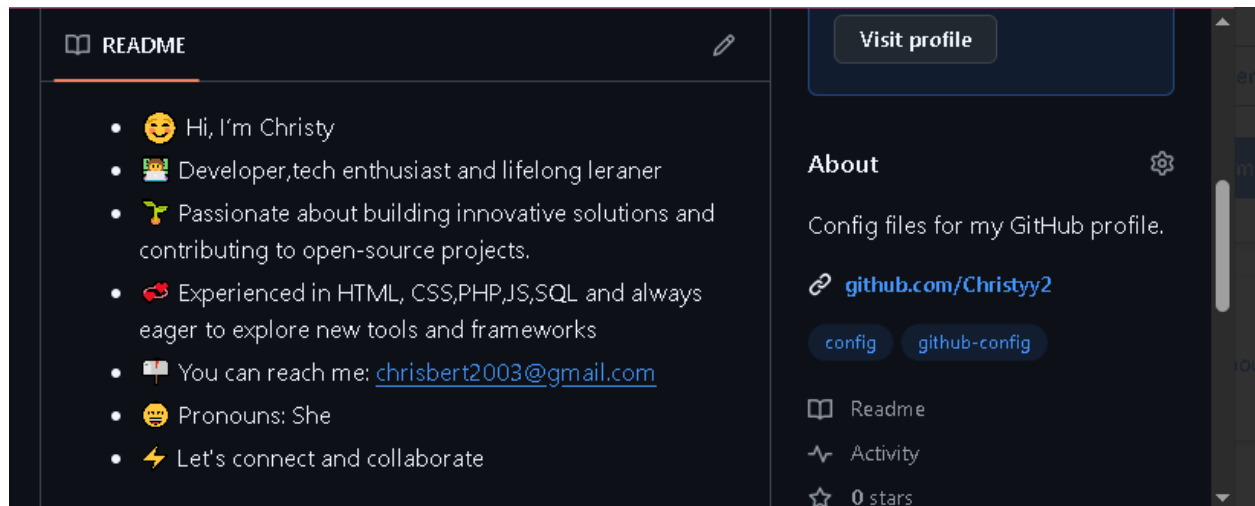 README
Hi, I'm Christy
Developer,tech enthusiast and lifelong leraner
Passionate about building innovative solutions and
contributing to open-source projects.
Experienced in HTML, CSS,PHP,JS,SQL and always
eager to explore new tools and frameworks
You can reach me: chrisbert2003@gmail.com
Pronouns: She
Let's connect and collaborate
Visit profile
About
Config files for my GitHub profile.
github.com/Christyy2
config github-config
Readme
Activity
0 stars